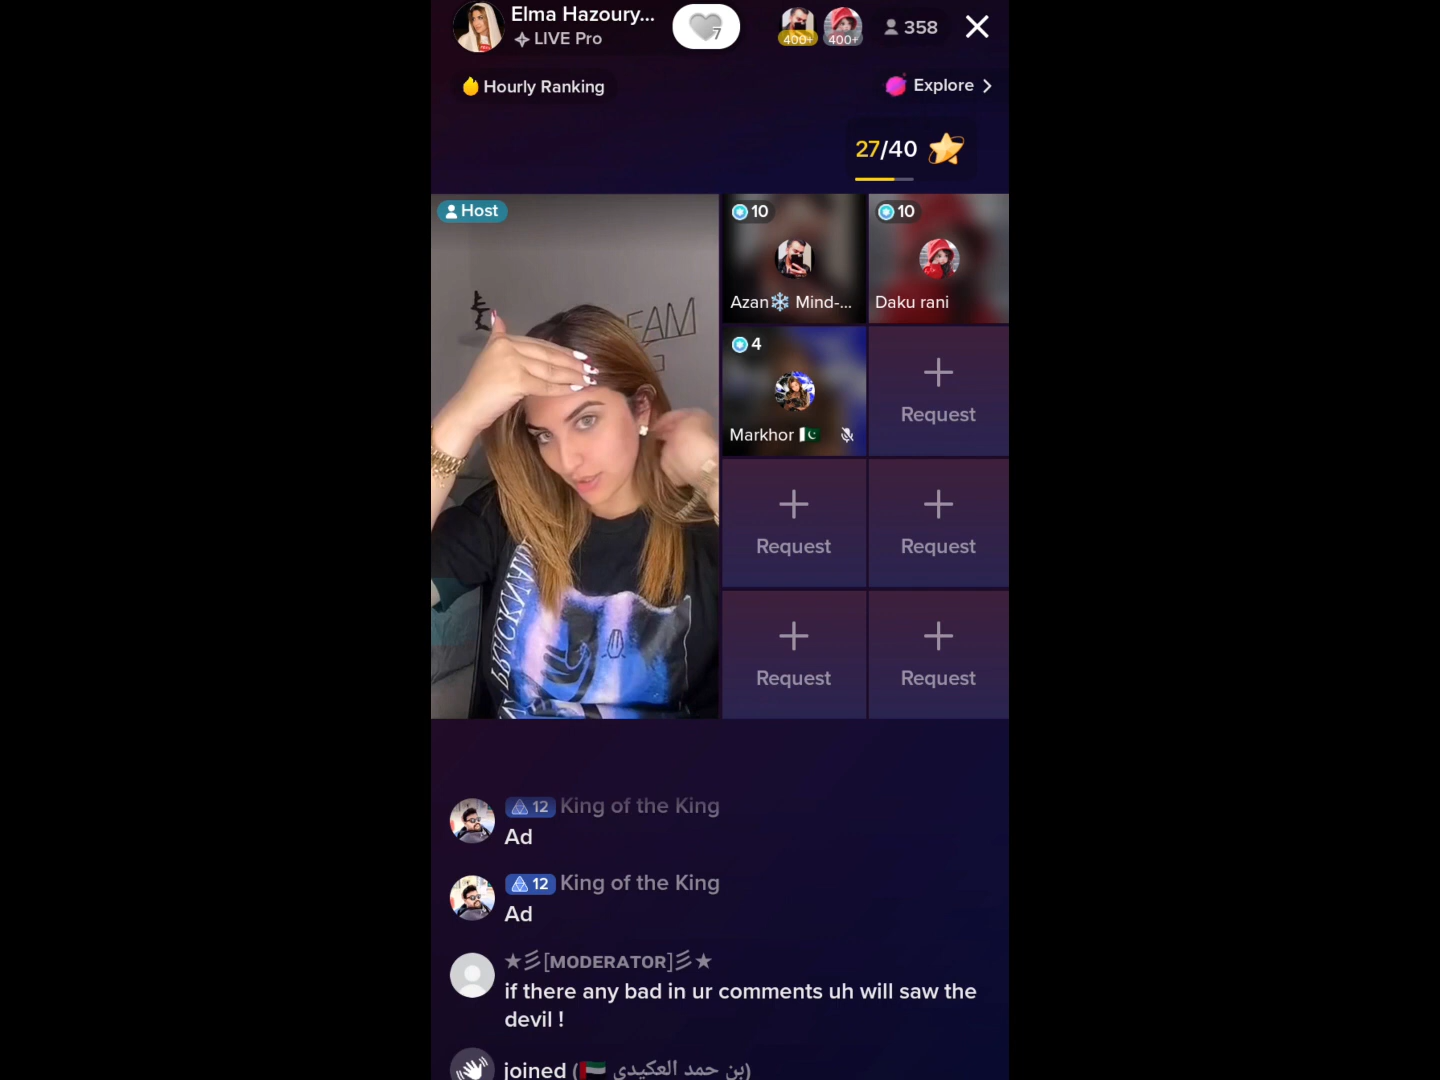 Elma Hazoury...
LIVE Pro
7
400+
400+
358
Hourly Ranking
Explore
27/40
Host
10
Azan❄️ Mind-...
10
Daku rani
4
Markhor 🇵🇰
Request
Request
Request
Request
Request
12 King of the King
Ad
12 King of the King
Ad
★彡[ᴍᴏᴅᴇʀᴀᴛᴏʀ]彡★
if there any bad in ur comments uh will saw the
devil !
joined (🇦🇪 بن حمد العكيدي)